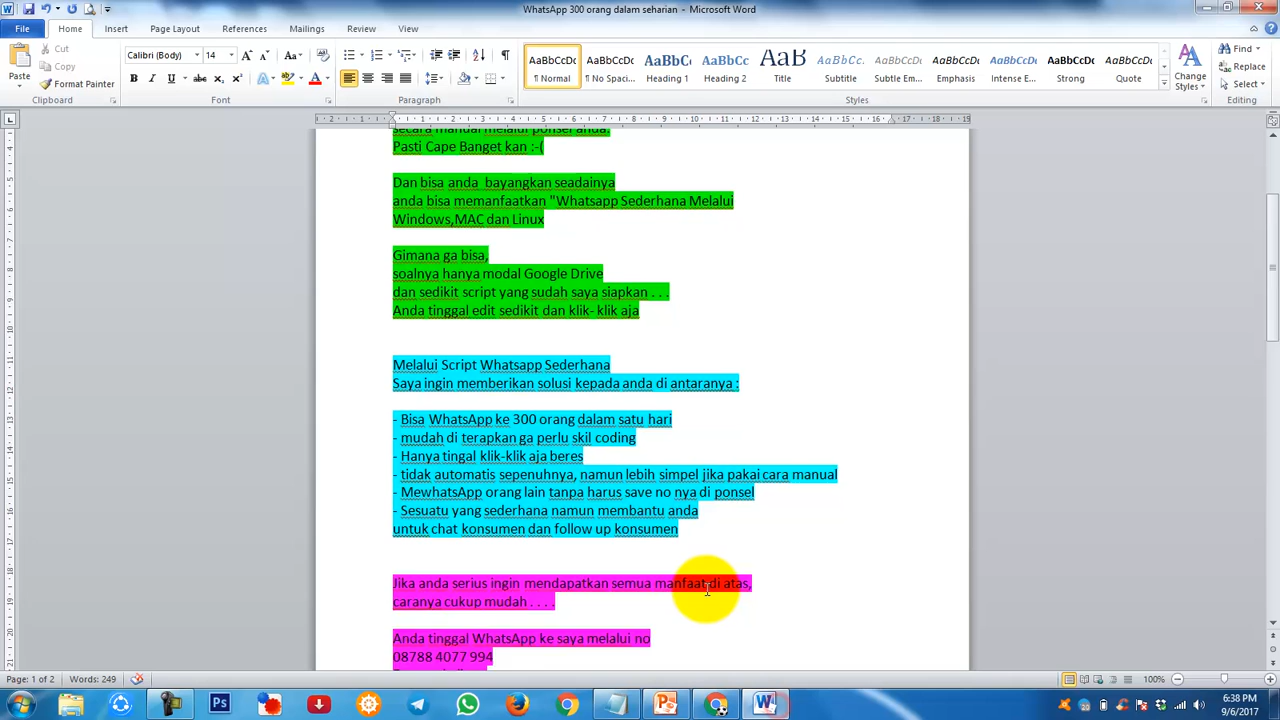 WhatsApp 300 orang dalam seharian - Microsoft Word
File Home Insert Page Layout References Mailings Review View
Paste
Cut
Copy
Format Painter
Clipboard
Calibri (Body) 14
Font
Paragraph
AaBbCcDc AaBbCcDc AaBbCc AaBbCc AaB AaBbCc. AaBbCcDc AaBbCcDc AaBbCcDc AaBbCcDc AaBbCcDc
¶ Normal ¶ No Spaci... Heading 1 Heading 2 Title Subtitle Subtle Em... Emphasis Intense E... Strong Quote
Styles
Change Styles
Find
Replace
Select
Editing
secara manual melalui ponsel anda.
Pasti Cape Banget kan :-(
Dan bisa anda bayangkan seadainya
anda bisa memanfaatkan "Whatsapp Sederhana Melalui
Windows,MAC dan Linux
Gimana ga bisa,
soalnya hanya modal Google Drive
dan sedikit script yang sudah saya siapkan . . .
Anda tinggal edit sedikit dan klik- klik aja
Melalui Script Whatsapp Sederhana
Saya ingin memberikan solusi kepada anda di antaranya :
- Bisa WhatsApp ke 300 orang dalam satu hari
- mudah di terapkan ga perlu skil coding
- Hanya tingal klik-klik aja beres
- tidak automatis sepenuhnya, namun lebih simpel jika pakai cara manual
- MewhatsApp orang lain tanpa harus save no nya di ponsel
- Sesuatu yang sederhana namun membantu anda
untuk chat konsumen dan follow up konsumen
Jika anda serius ingin mendapatkan semua manfaat di atas,
caranya cukup mudah . . . .
Anda tinggal WhatsApp ke saya melalui no
08788 4077 994
Page: 1 of 2 Words: 249 100%
6:38 PM
9/6/2017